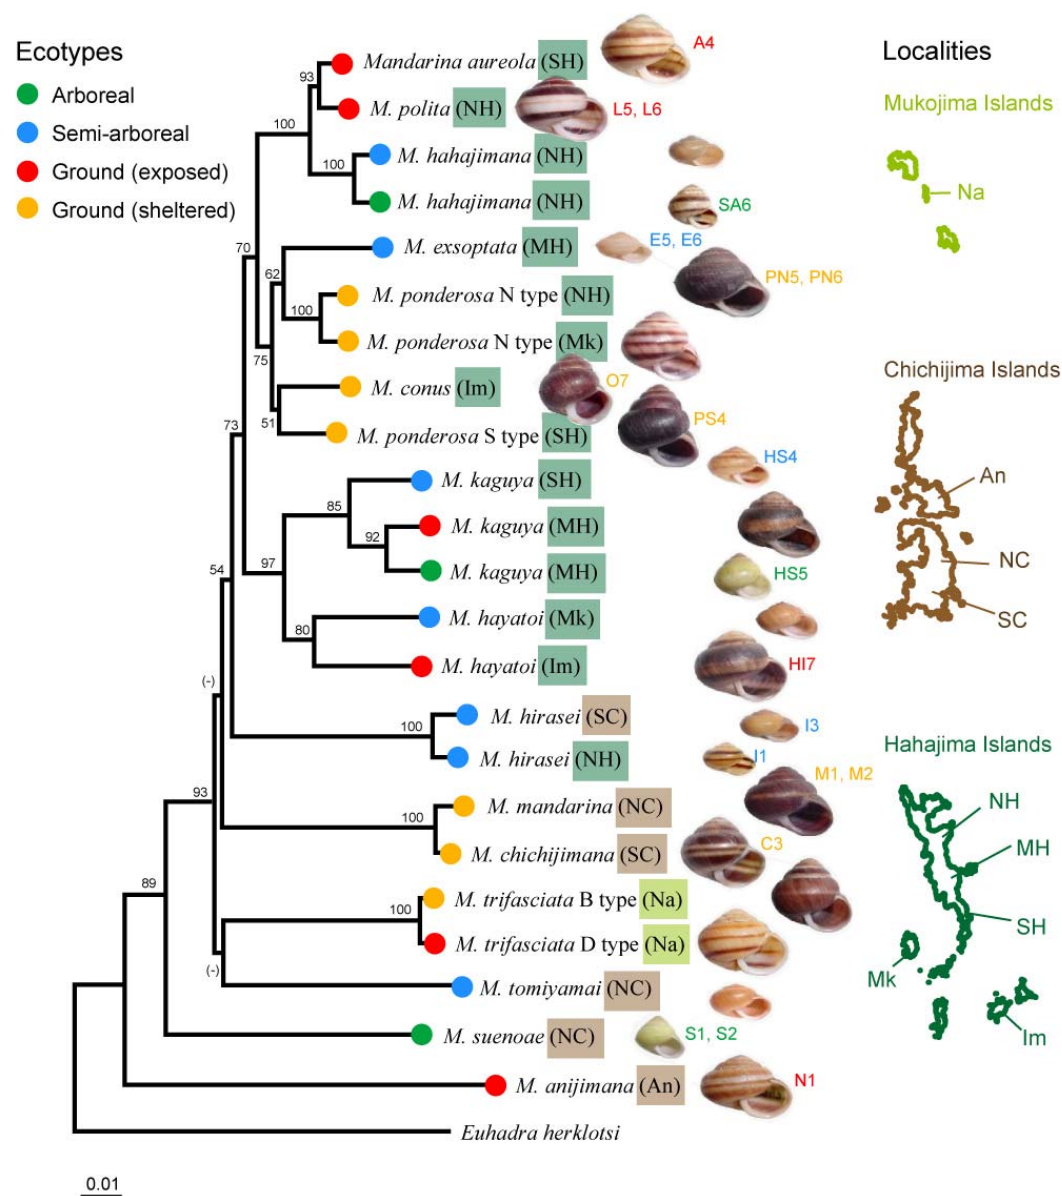 Ecotypes
Arboreal
Semi-arboreal
Ground (exposed)
Ground (sheltered)
Mandarina aureola (SH)
A4
93
M. polita (NH)
L5, L6
100
M. hahajimana (NH)
100
M. hahajimana (NH)
SA6
70
M. exsoptata (MH)
E5, E6
62
PN5, PN6
M. ponderosa N type (NH)
100
M. ponderosa N type (Mk)
75
M. conus (Im)
O7
51
PS4
73
M. ponderosa S type (SH)
HS4
M. kaguya (SH)
85
M. kaguya (MH)
92
M. kaguya (MH)
HS5
97
54
M. hayatoi (Mk)
80
M. hayatoi (Im)
HI7
(-)
M. hirasei (SC)
I3
100
M. hirasei (NH)
I1
M1, M2
93
M. mandarina (NC)
100
C3
M. chichijimana (SC)
89
M. trifasciata B type (Na)
100
M. trifasciata D type (Na)
(-)
M. tomiyamai (NC)
M. suenoae (NC)
S1, S2
M. anijimana (An)
N1
Euhadra herklotsi
0.01
Localities
Mukojima Islands
Na
Chichijima Islands
An
NC
SC
Hahajima Islands
NH
MH
SH
Mk
Im